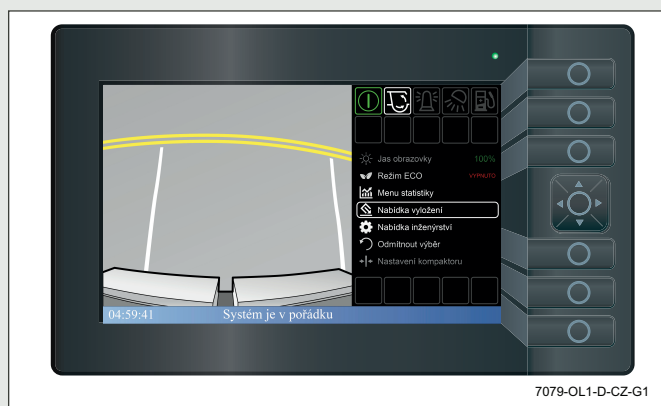 Jas obrazovky 100%
Režim ECO VYPNUTO
Menu statistiky
Nabídka vyložení
Nabídka inženýrství
Odmítnout výběr
Nastavení kompaktoru
04:59:41 Systém je v pořádku
7079-OL1-D-CZ-G1